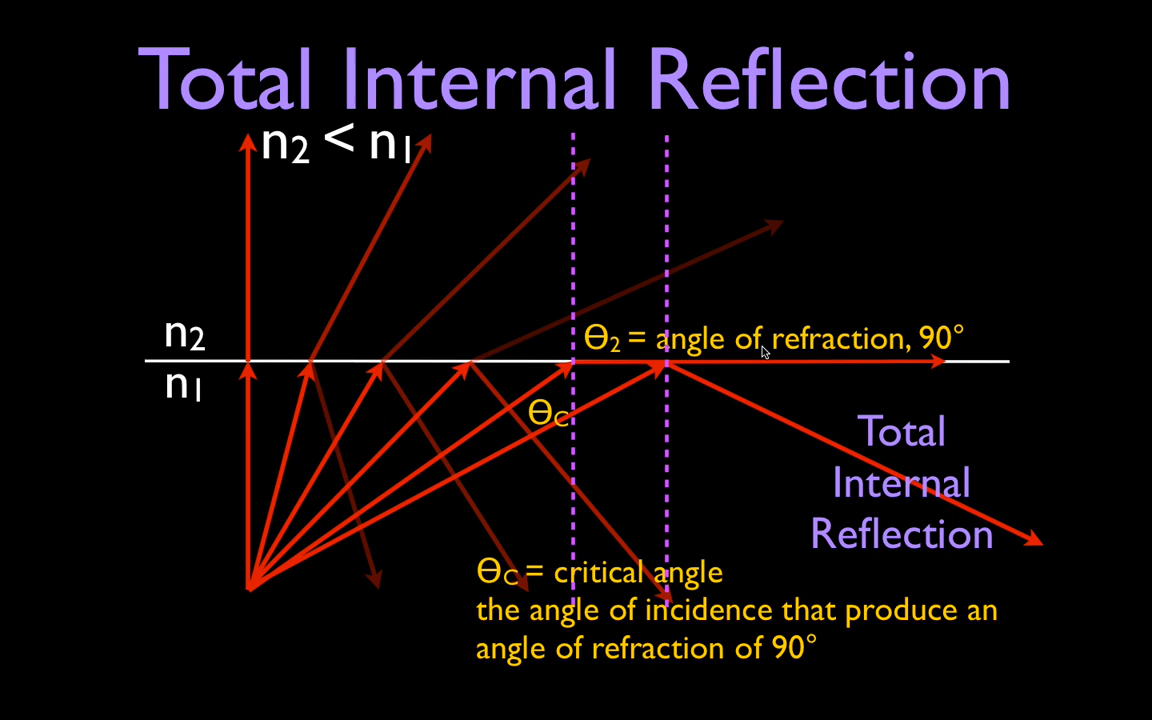 Total Internal Reflection
n₂ < n₁
n₂
ϴ₂ = angle of refraction, 90°
n₁
ϴC
Total
Internal
Reflection
ϴC = critical angle
the angle of incidence that produce an
angle of refraction of 90°